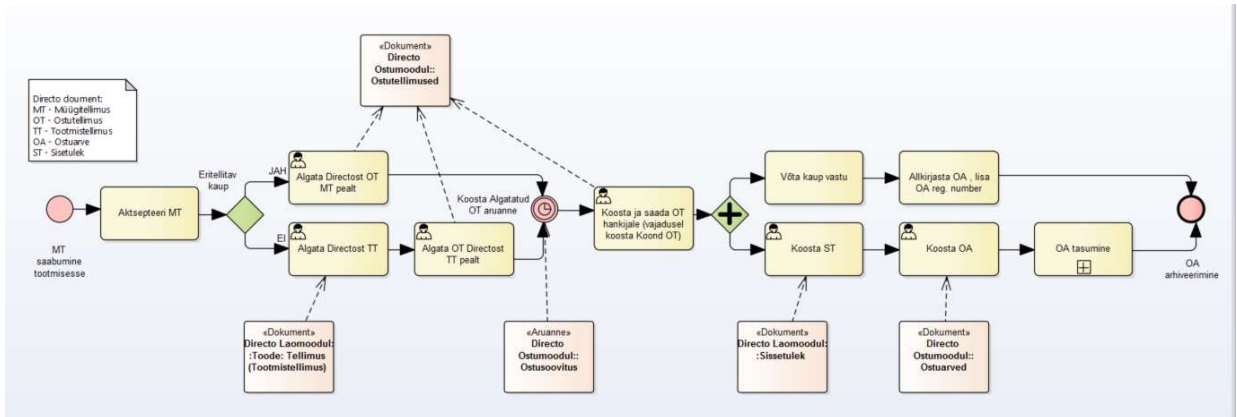 «Dokument»
Directo
Ostumoodul::
Ostutellimused
Directo doument:
MT - Müügitellimus
OT - Ostutellimus
TT - Tootmistellimus
OA - Ostuarve
ST - Sisetulek
Eritellitav
kaup
JAH
EI
MT
saabumine
tootmisesse
Aktsepteeri MT
Algata Directost OT
MT pealt
Algata Directost TT
Algata OT Directost
TT pealt
Koosta Algatatud
OT aruanne
Koosta ja saada OT
hankijale (vajadusel
koosta Koond OT)
Võta kaup vastu
Allkirjasta OA , lisa
OA reg. number
Koosta ST
Koosta OA
OA tasumine
OA
arhiveerimine
«Dokument»
Directo Laomoodul:
:Toode: Tellimus
(Tootmistellimus)
«Aruanne»
Directo
Ostumoodul::
Ostusoovitus
«Dokument»
Directo Laomoodul:
:Sissetulek
«Dokument»
Directo
Ostumoodul::
Ostuarved